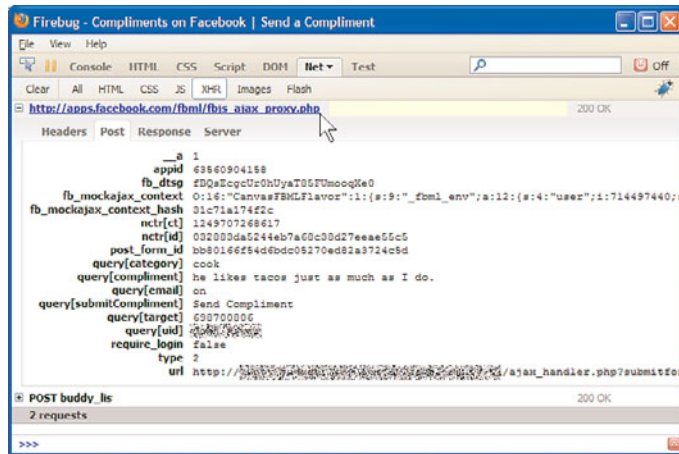 Firebug - Compliments on Facebook | Send a Compliment
File View Help
Console HTML CSS Script DOM Net Test Off
Clear All HTML CSS JS XHR Images Flash
http://apps.facebook.com/fbml/fbjs_ajax_proxy.php 200 OK
Headers Post Response Server
__a 1
appid 63560904158
fb_dtsg fDQsEcgcUr0hUyaT85FUmooqXe0
fb_mockajax_context O:16:"CanvasFBMLFlavor":1:{s:9:"_fbml_env";a:12:{s:4:"user";i:714497440;s
fb_mockajax_context_hash 31c71a174f2c
nctr[ct] 1249707268617
nctr[id] 032883da5244eb7a68c38d27eeae55c5
post_form_id bb80166f54d6bdc05270ed82a3724c5d
query[category] cook
query[compliment] he likes tacos just as much as I do.
query[email] on
query[submitCompliment] Send Compliment
query[target] 698700806
query[uid]
require_login false
type 2
url http:// /ajax_handler.php?submitfo
POST buddy_lis 200 OK
2 requests
>>>